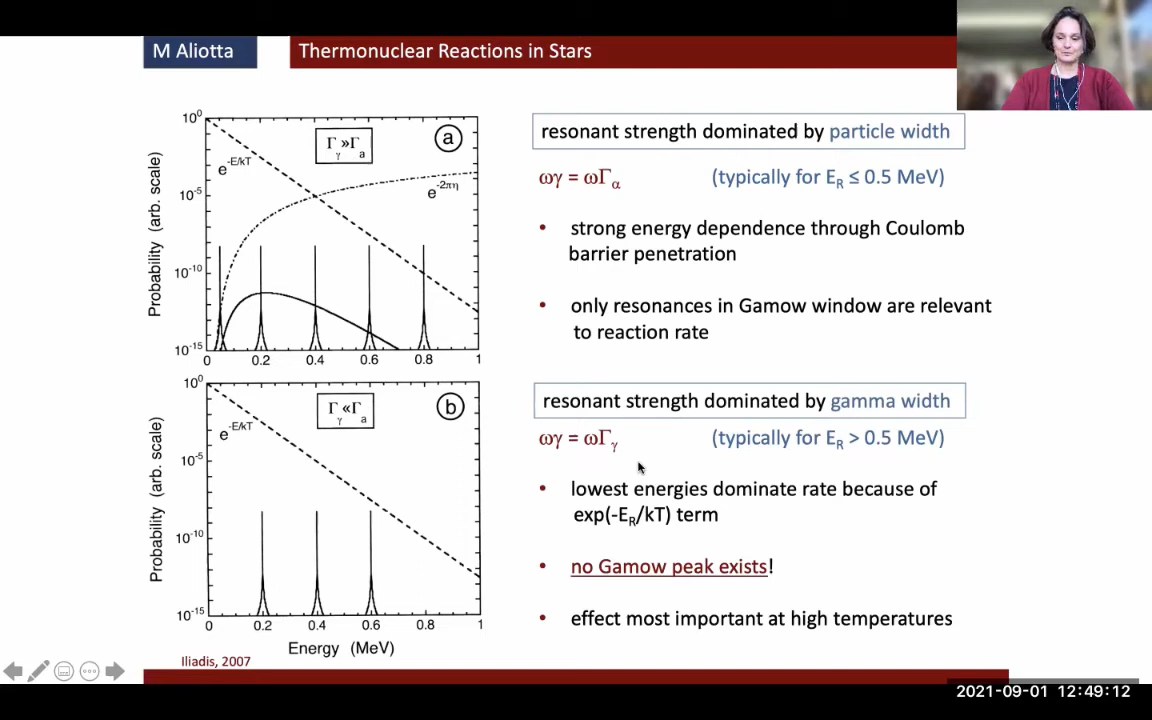 M Aliotta
Thermonuclear Reactions in Stars
10⁰
10⁻⁵
10⁻¹⁰
10⁻¹⁵
Probability (arb. scale)
e^-E/kT
Γγ»Γa
a
e^-2πη
0 0.2 0.4 0.6 0.8 1
10⁰
10⁻⁵
10⁻¹⁰
10⁻¹⁵
Probability (arb. scale)
e^-E/kT
Γγ«Γa
b
0 0.2 0.4 0.6 0.8 1
Energy (MeV)
Iliadis, 2007
resonant strength dominated by particle width
ωγ = ωΓα (typically for ER ≤ 0.5 MeV)
• strong energy dependence through Coulomb
barrier penetration
• only resonances in Gamow window are relevant
to reaction rate
resonant strength dominated by gamma width
ωγ = ωΓγ (typically for ER > 0.5 MeV)
• lowest energies dominate rate because of
exp(-ER/kT) term
• no Gamow peak exists!
• effect most important at high temperatures
2021-09-01 12:49:12